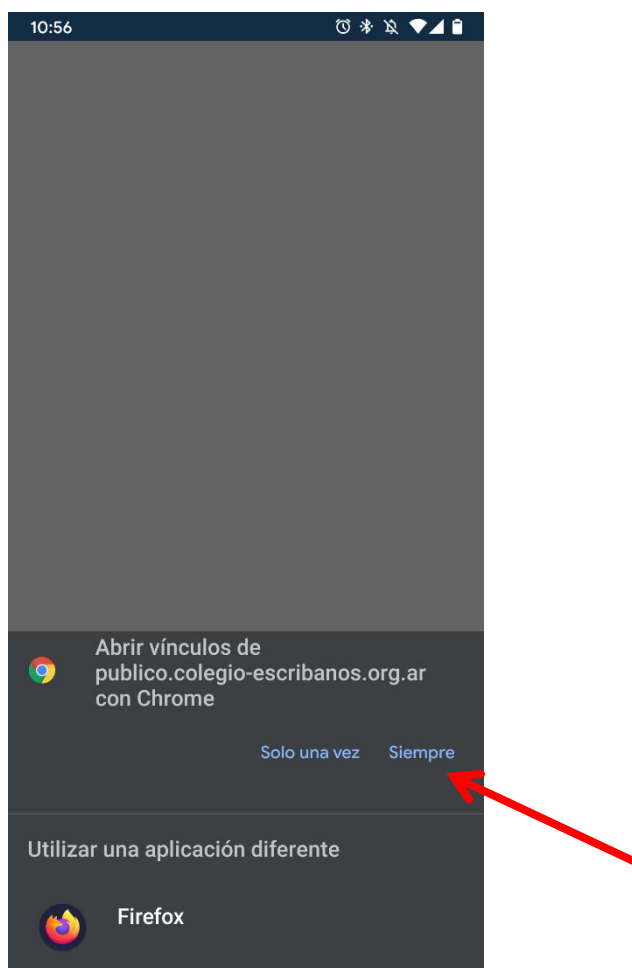 10:56
Abrir vínculos de
publico.colegio-escribanos.org.ar
con Chrome
Solo una vez Siempre
Utilizar una aplicación diferente
Firefox